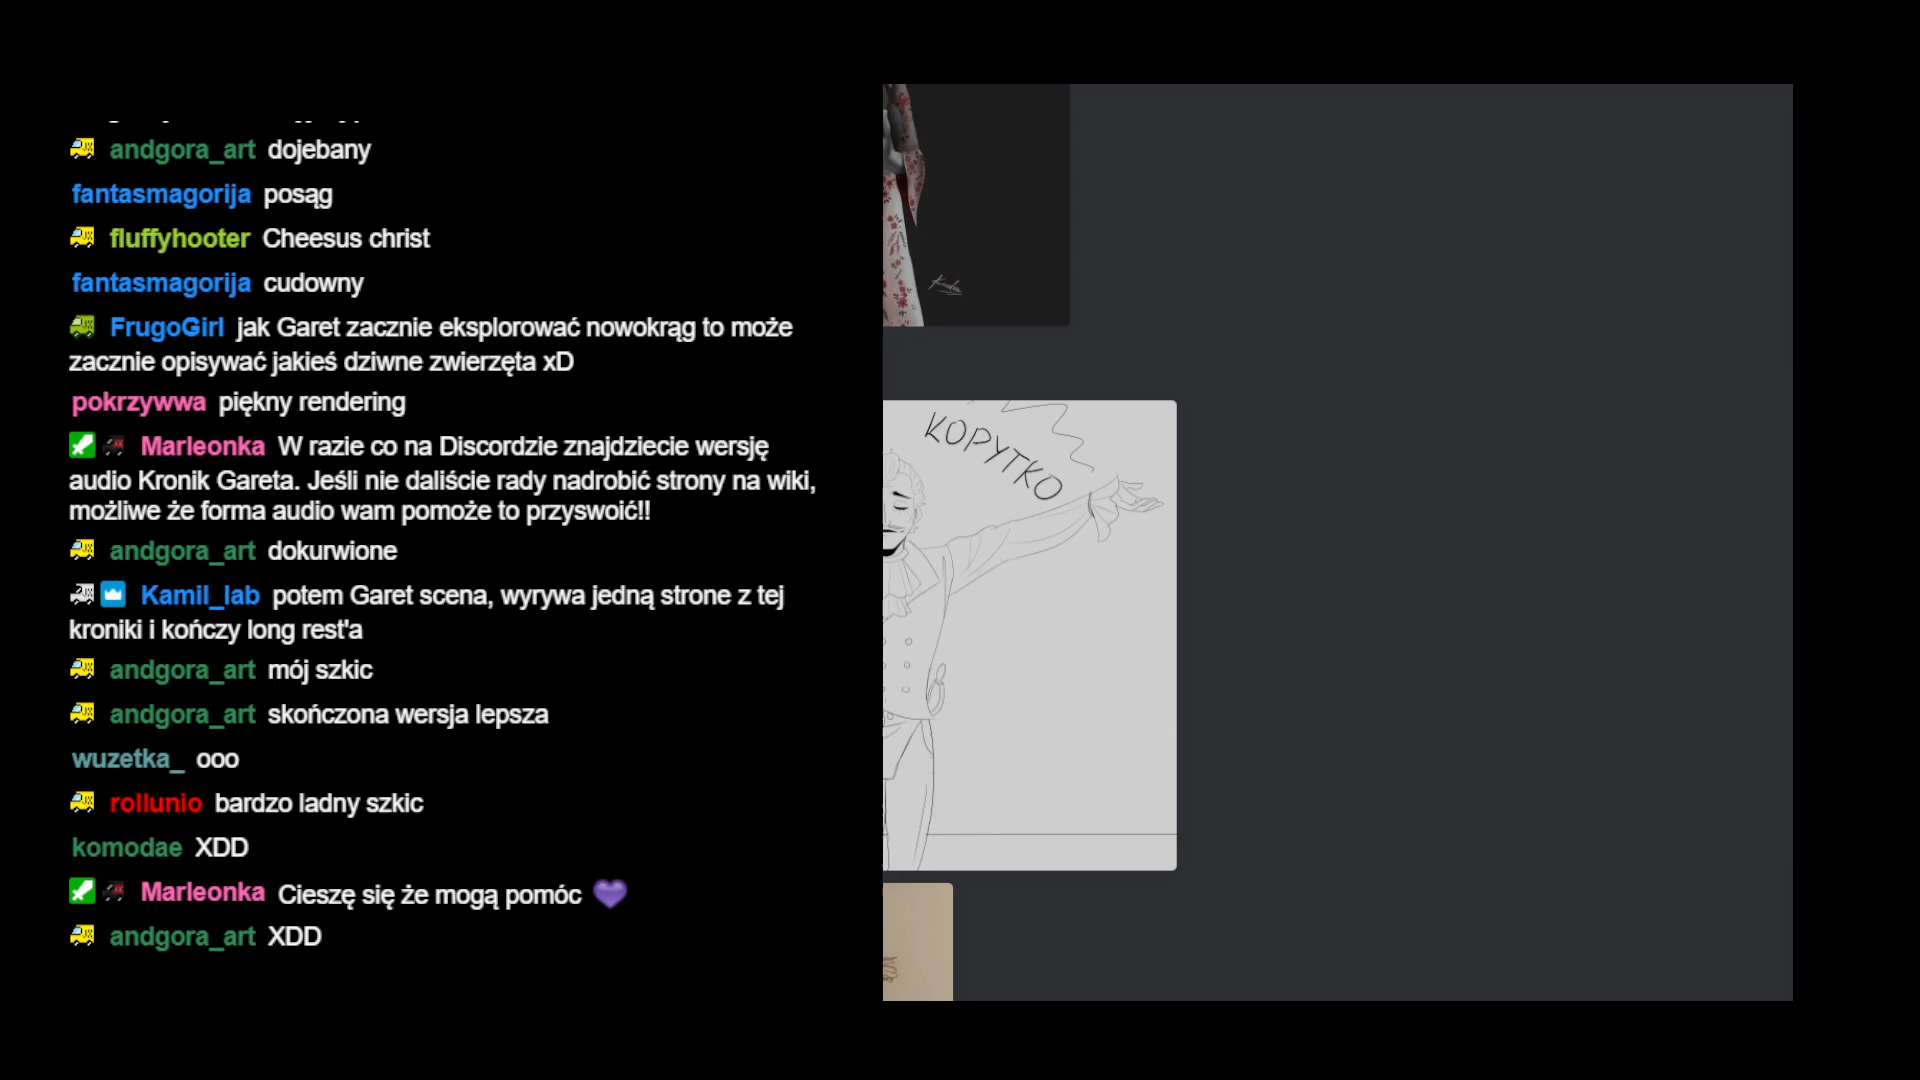 andgora_art dojebany
fantasmagorija posąg
fluffyhooter Cheesus christ
fantasmagorija cudowny
FrugoGirl jak Garet zacznie eksplorować nowokrąg to może
zacznie opisywać jakieś dziwne zwierzęta xD
pokrzywwa piękny rendering
Marleonka W razie co na Discordzie znajdziecie wersję
audio Kronik Gareta. Jeśli nie daliście rady nadrobić strony na wiki,
możliwe że forma audio wam pomoże to przyswoić!!
andgora_art dokurwione
Kamil_lab potem Garet scena, wyrywa jedną strone z tej
kroniki i kończy long rest'a
andgora_art mój szkic
andgora_art skończona wersja lepsza
wuzetka_ ooo
rollunio bardzo ladny szkic
komodae XDD
Marleonka Cieszę się że mogą pomóc 💜
andgora_art XDD
KOPYTKO